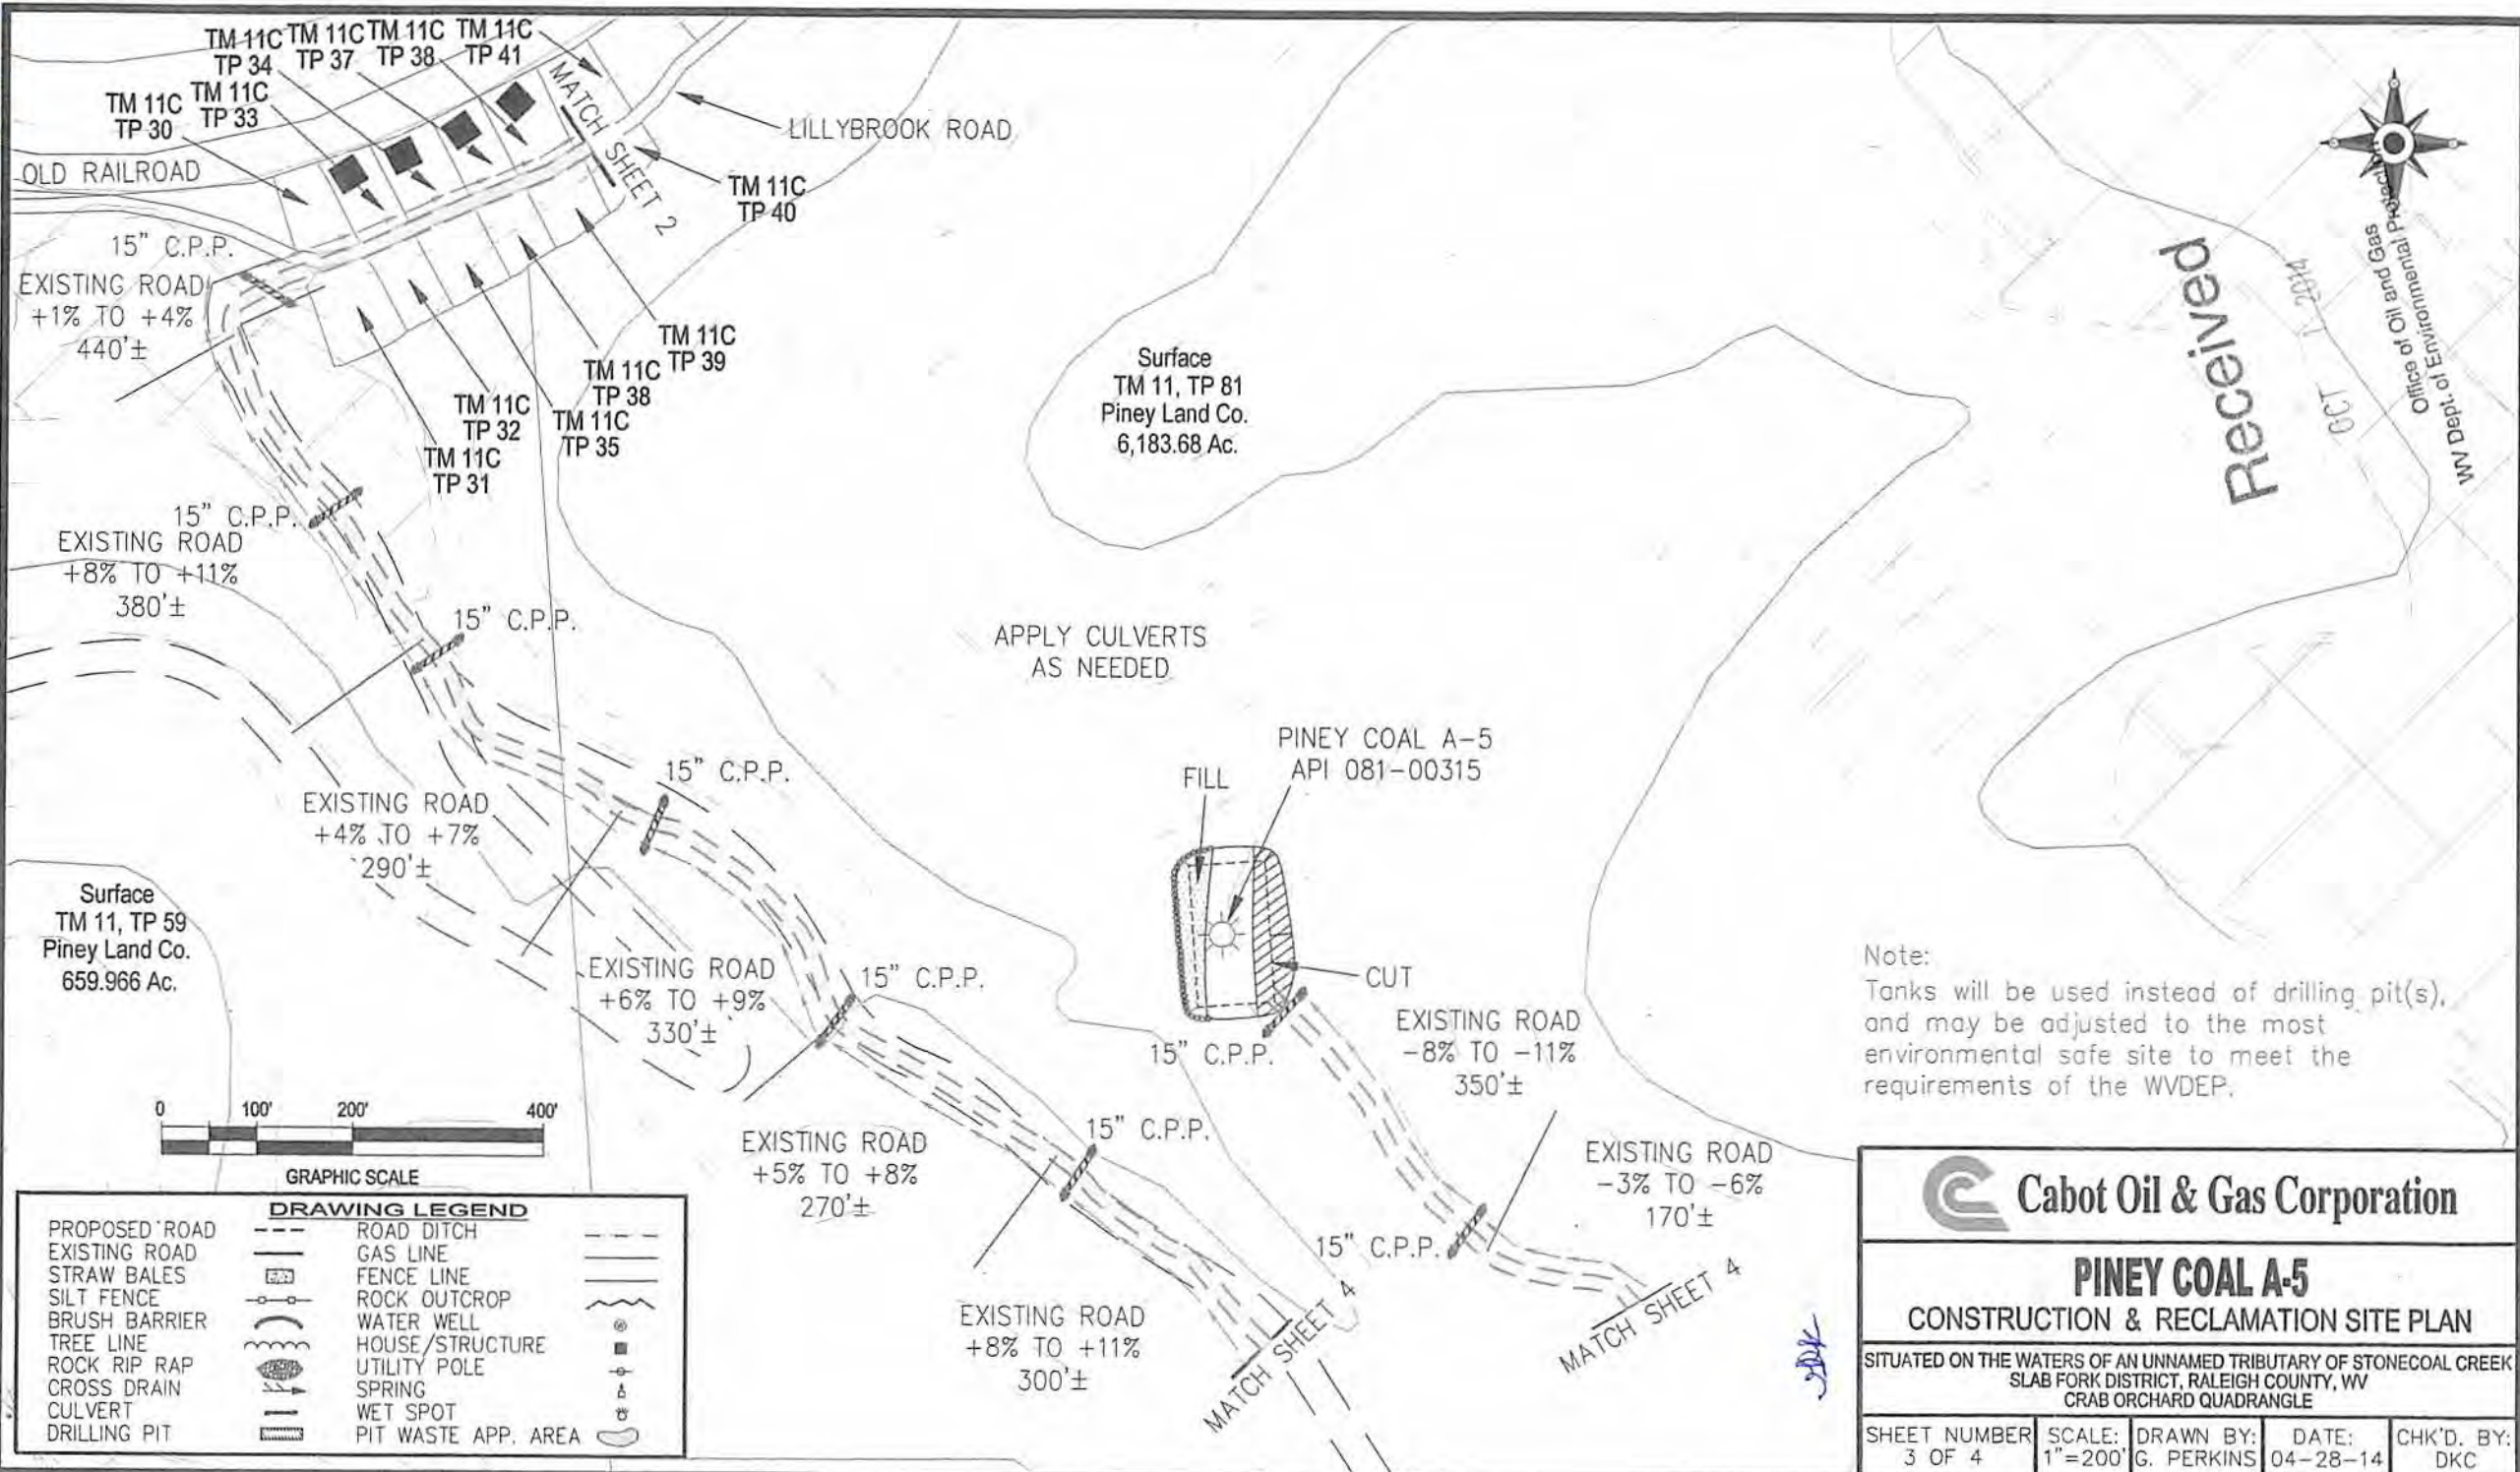 TM 11C
TP 34
TM 11C
TP 37
TM 11C
TP 38
TM 11C
TP 41
TM 11C
TP 30
TM 11C
TP 33
MATCH SHEET 2
LILLYBROOK ROAD
OLD RAILROAD
TM 11C
TP 40
15" C.P.P.
EXISTING ROAD
+1% TO +4%
440'±
TM 11C
TP 39
TM 11C
TP 38
TM 11C
TP 32
TM 11C
TP 35
TM 11C
TP 31
Surface
TM 11, TP 81
Piney Land Co.
6,183.68 Ac.
Received
OCT 1 2014
Office of Oil and Gas
WV Dept. of Environmental Protection
15" C.P.P.
EXISTING ROAD
+8% TO +11%
380'±
15" C.P.P.
APPLY CULVERTS
AS NEEDED
PINEY COAL A-5
API 081-00315
FILL
15" C.P.P.
EXISTING ROAD
+4% TO +7%
290'±
Surface
TM 11, TP 59
Piney Land Co.
659.966 Ac.
EXISTING ROAD
+6% TO +9%
330'±
15" C.P.P.
CUT
15" C.P.P.
EXISTING ROAD
-8% TO -11%
350'±
Note:
Tanks will be used instead of drilling pit(s),
and may be adjusted to the most
environmental safe site to meet the
requirements of the WVDEP.
0 100' 200' 400'
GRAPHIC SCALE
EXISTING ROAD
+5% TO +8%
270'±
15" C.P.P.
EXISTING ROAD
-3% TO -6%
170'±
15" C.P.P.
EXISTING ROAD
+8% TO +11%
300'±
MATCH SHEET 4
MATCH SHEET 4
DRAWING LEGEND
PROPOSED ROAD
EXISTING ROAD
STRAW BALES
SILT FENCE
BRUSH BARRIER
TREE LINE
ROCK RIP RAP
CROSS DRAIN
CULVERT
DRILLING PIT
ROAD DITCH
GAS LINE
FENCE LINE
ROCK OUTCROP
WATER WELL
HOUSE/STRUCTURE
UTILITY POLE
SPRING
WET SPOT
PIT WASTE APP. AREA
Cabot Oil & Gas Corporation
PINEY COAL A-5
CONSTRUCTION & RECLAMATION SITE PLAN
SITUATED ON THE WATERS OF AN UNNAMED TRIBUTARY OF STONECOAL CREEK
SLAB FORK DISTRICT, RALEIGH COUNTY, WV
CRAB ORCHARD QUADRANGLE
SHEET NUMBER
3 OF 4
SCALE:
1"=200'
DRAWN BY:
G. PERKINS
DATE:
04-28-14
CHK'D. BY:
DKC